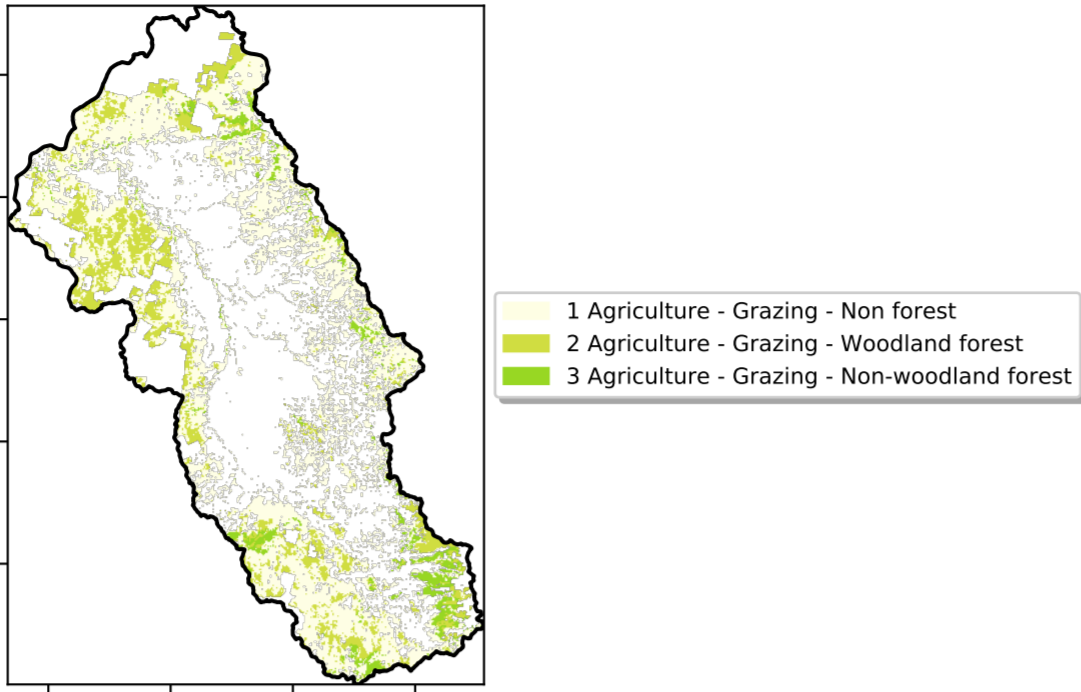 1 Agriculture - Grazing - Non forest
2 Agriculture - Grazing - Woodland forest
3 Agriculture - Grazing - Non-woodland forest